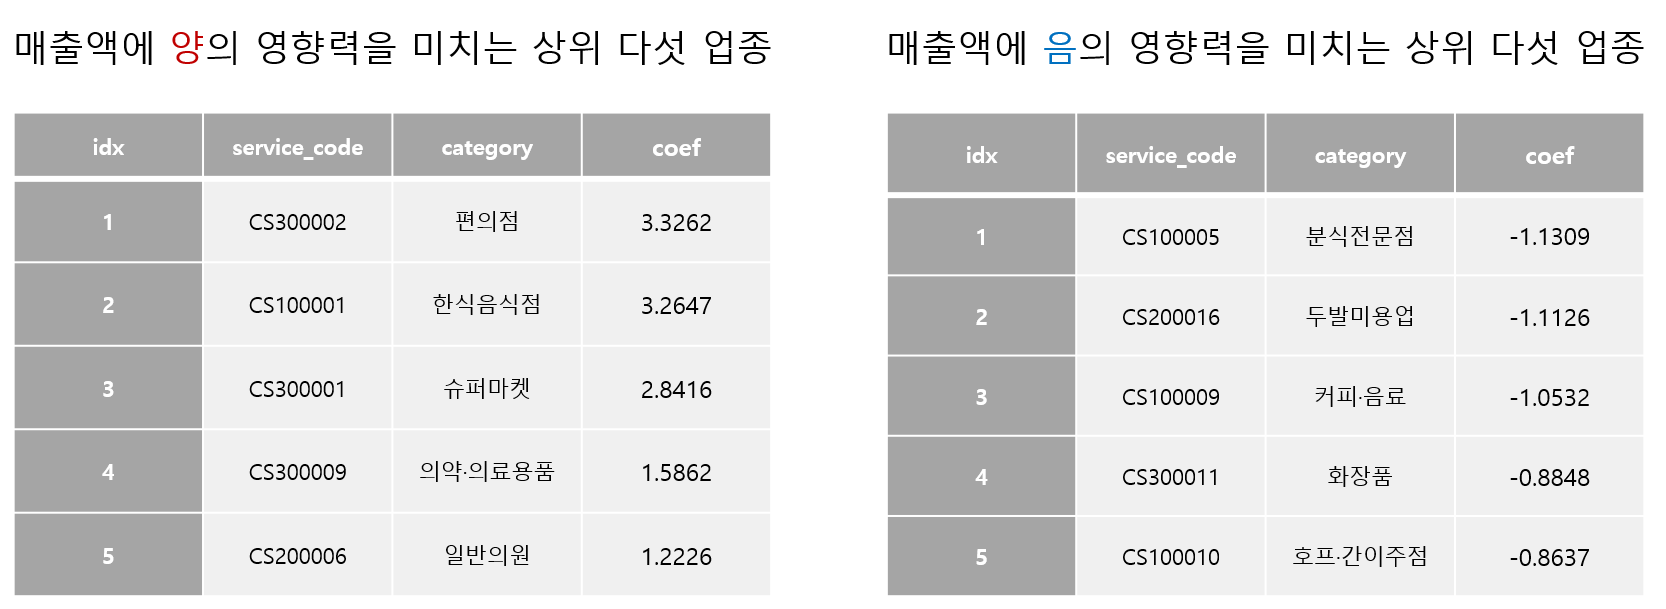 매출액에 양의 영향력을 미치는 상위 다섯 업종
idx service_code category coef
1 CS300002 편의점 3.3262
2 CS100001 한식음식점 3.2647
3 CS300001 슈퍼마켓 2.8416
4 CS300009 의약·의료용품 1.5862
5 CS200006 일반의원 1.2226
매출액에 음의 영향력을 미치는 상위 다섯 업종
idx service_code category coef
1 CS100005 분식전문점 -1.1309
2 CS200016 두발미용업 -1.1126
3 CS100009 커피·음료 -1.0532
4 CS300011 화장품 -0.8848
5 CS100010 호프·간이주점 -0.8637